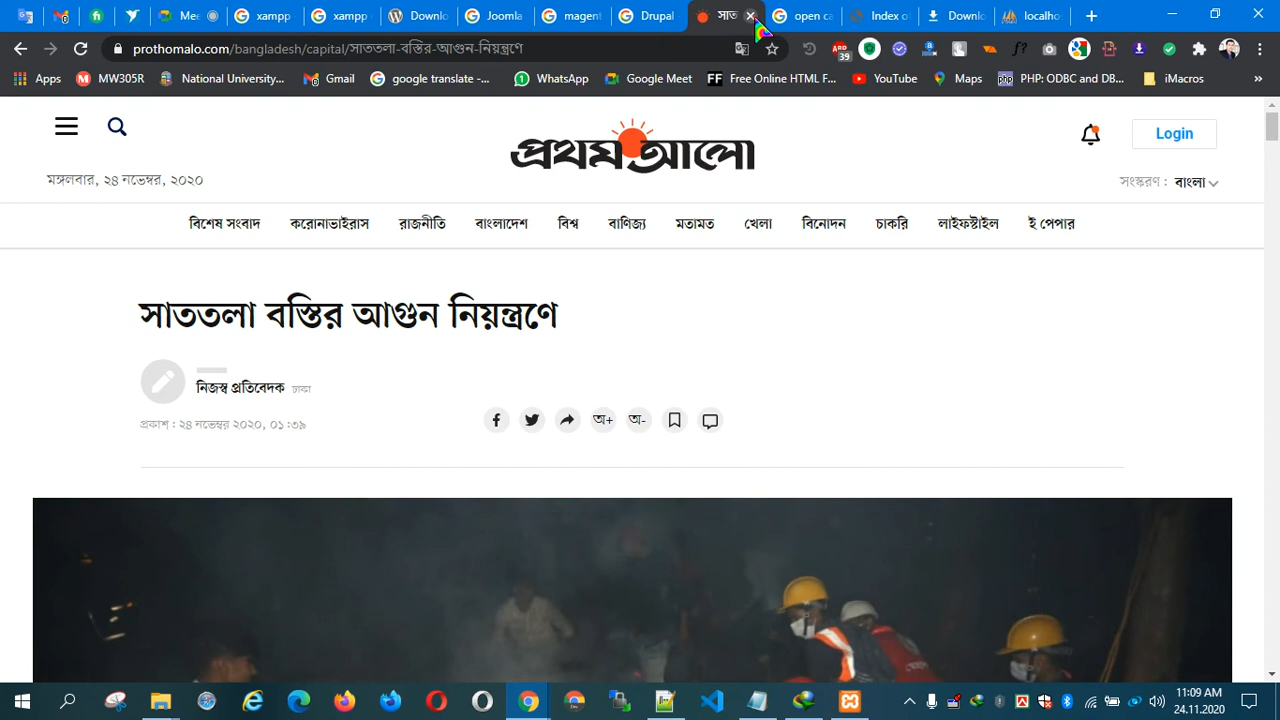 Mee
xampp
xampp
Downlo
Joomla
magent
Drupal
সাত
open ca
Index o
Downlo
localho
prothomalo.com/bangladesh/capital/সাততলা-বস্তির-আগুন-নিয়ন্ত্রণে
ABP
39
Apps
MW305R
National University...
Gmail
google translate -...
WhatsApp
Google Meet
FF Free Online HTML F...
YouTube
Maps
PHP: ODBC and DB...
iMacros
»
প্রথম আলো
Login
মঙ্গলবার, ২৪ নভেম্বর, ২০২০
সংস্করণ : বাংলা
বিশেষ সংবাদ করোনাভাইরাস রাজনীতি বাংলাদেশ বিশ্ব বাণিজ্য মতামত খেলা বিনোদন চাকরি লাইফস্টাইল ই পেপার
সাততলা বস্তির আগুন নিয়ন্ত্রণে
নিজস্ব প্রতিবেদক ঢাকা
প্রকাশ : ২৪ নভেম্বর ২০২০, ০১:৩৯
অ+ অ-
11:09 AM
24.11.2020